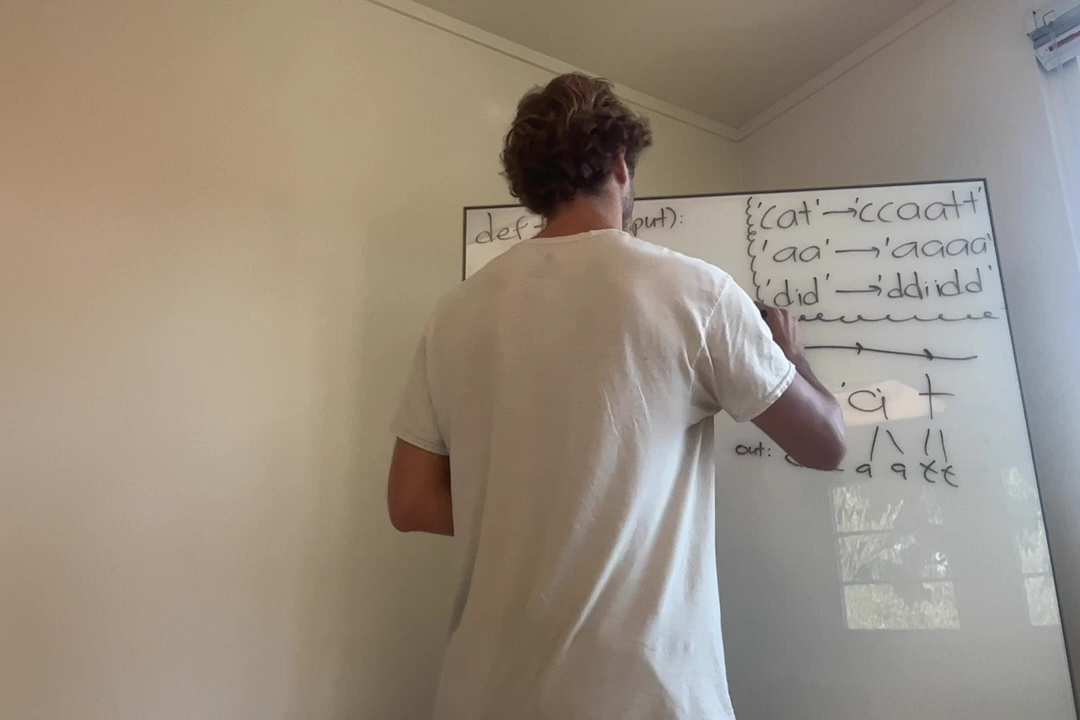 def put):
'cat' → 'ccaatt'
'aa' → 'aaaa'
'did' → 'ddiidd'
a t
out: a a t t